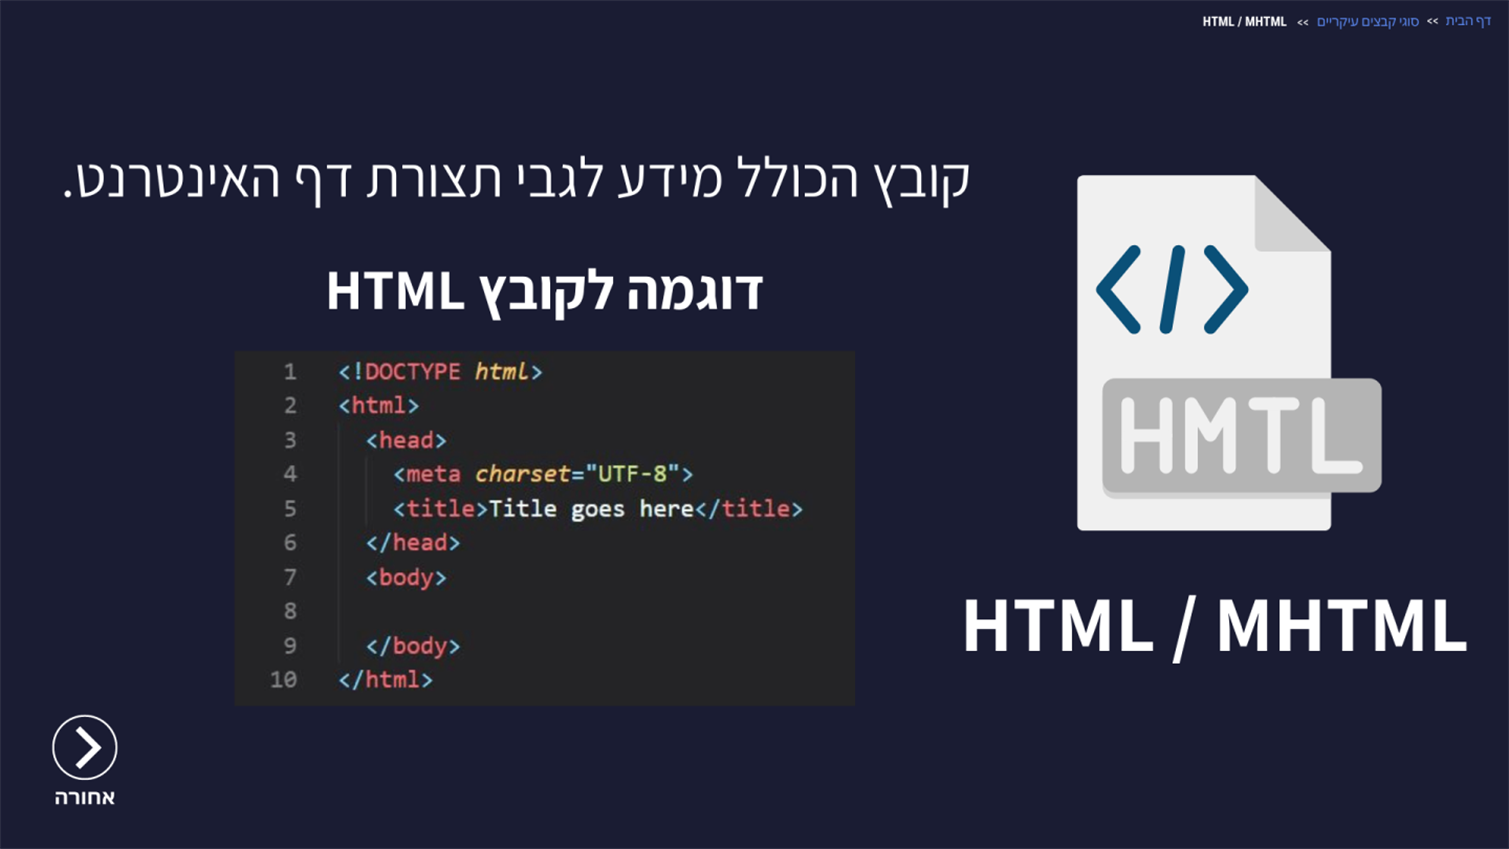 דף הבית >> סוגי קבצים עיקריים >> HTML / MHTML
קובץ הכולל מידע לגבי תצורת דף האינטרנט.
דוגמה לקובץ HTML
1 <!DOCTYPE html>
2 <html>
3 <head>
4 <meta charset="UTF-8">
5 <title>Title goes here</title>
6 </head>
7 <body>
8
9 </body>
10 </html>
</>
HMTL
HTML / MHTML
אחורה